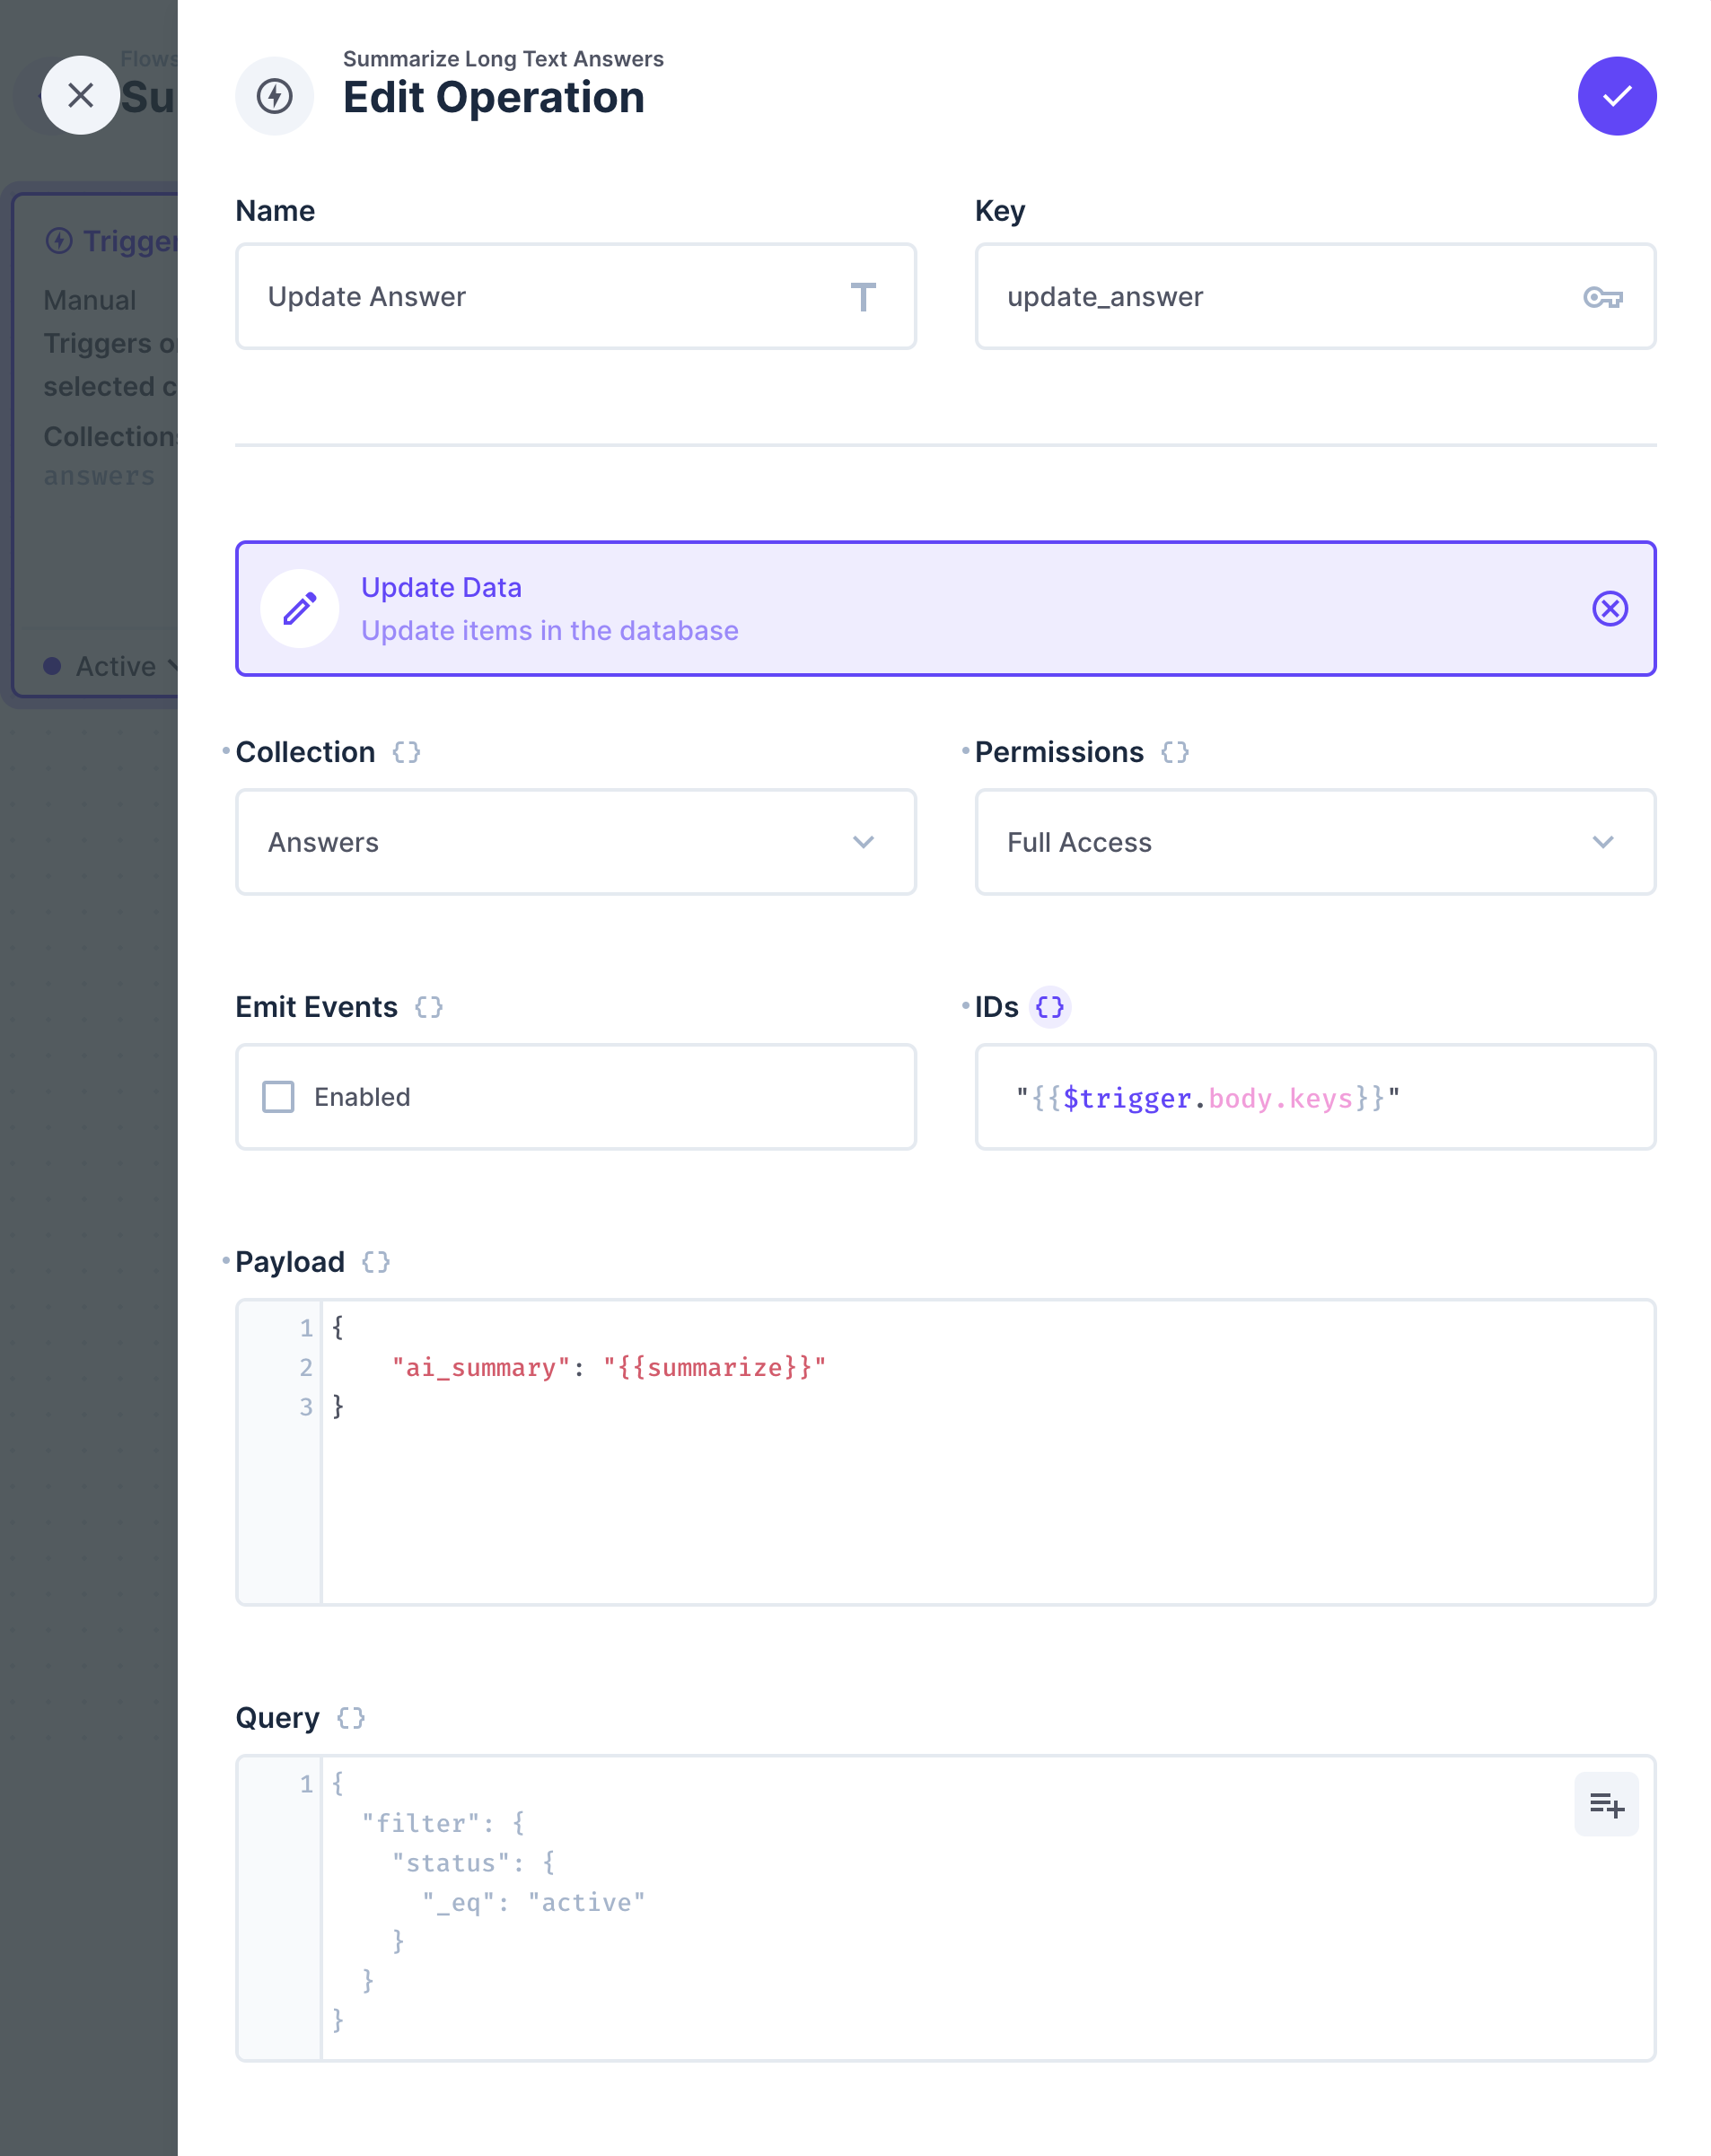 Flows
Su
Trigger
Manual
Triggers o
selected c
Collections
answers
Active
Summarize Long Text Answers
Edit Operation
Name
Key
Update Answer
update_answer
Update Data
Update items in the database
Collection {}
Permissions {}
Answers
Full Access
Emit Events {}
IDs {}
Enabled
"{{$trigger.body.keys}}"
Payload {}
1 {
2 "ai_summary": "{{summarize}}"
3 }
Query {}
1 {
"filter": {
"status": {
"_eq": "active"
}
}
}